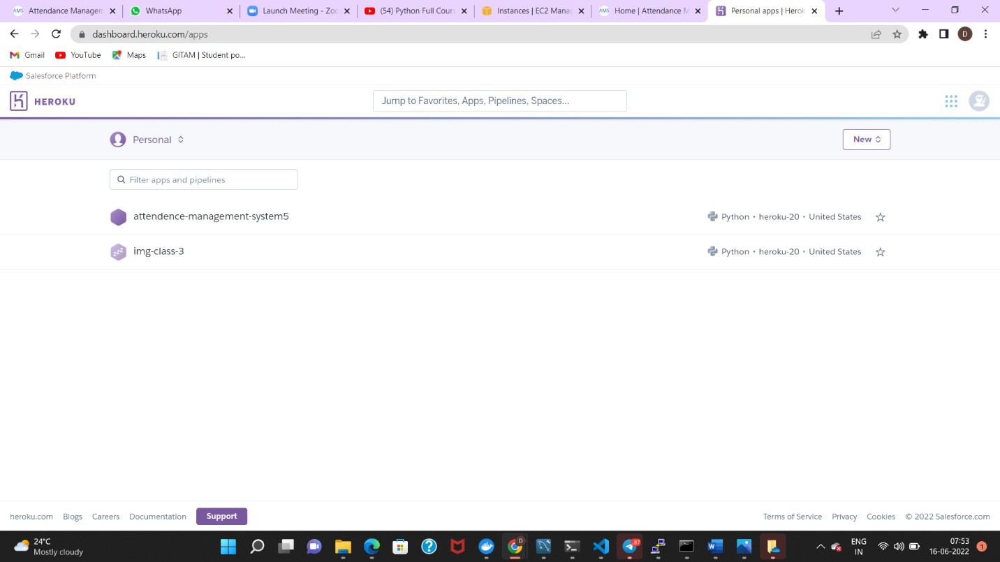 AMS Attendance Managem
WhatsApp
Launch Meeting - Zoo
(54) Python Full Cours
Instances | EC2 Manag
AMS Home | Attendance M
Personal apps | Herok
dashboard.heroku.com/apps
D
Gmail
YouTube
Maps
GITAM | Student po...
Salesforce Platform
HEROKU
Jump to Favorites, Apps, Pipelines, Spaces...
Personal
New
Filter apps and pipelines
attendence-management-system5
Python • heroku-20 • United States
zzz
img-class-3
Python • heroku-20 • United States
heroku.com Blogs Careers Documentation Support
Terms of Service Privacy Cookies © 2022 Salesforce.com
24°C
Mostly cloudy
D
87
ENG
IN
07:53
16-06-2022
1